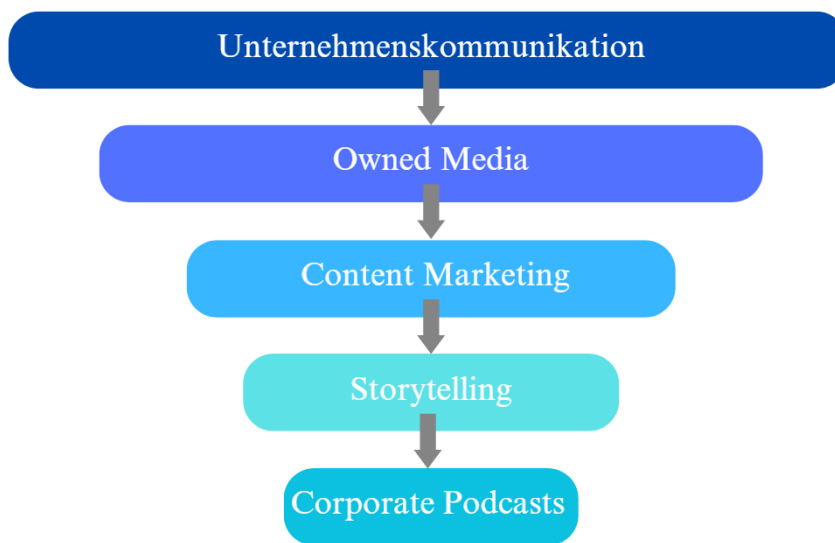 Unternehmenskommunikation
Owned Media
Content Marketing
Storytelling
Corporate Podcasts